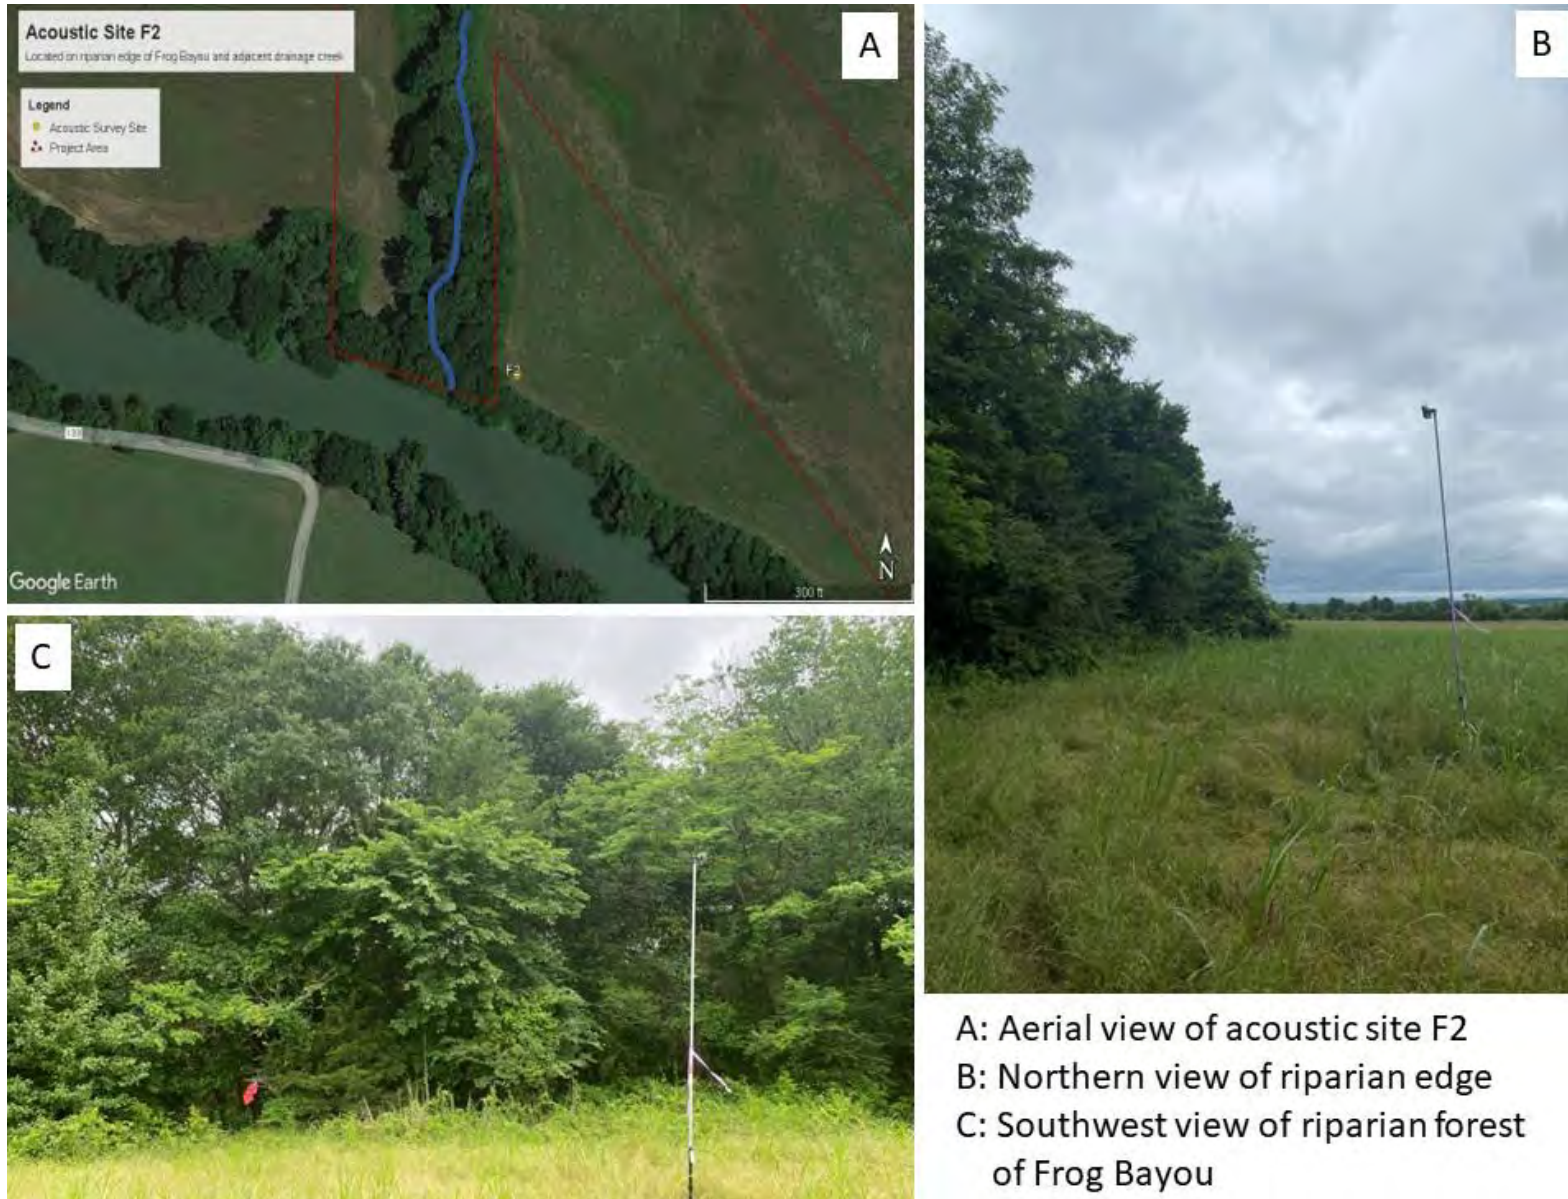 Acoustic Site F2
Located on riparian edge of Frog Bayou and adjacent drainage creek
Legend
Acoustic Survey Site
Project Area
A
B
F2
N
Google Earth
300 ft
C
A: Aerial view of acoustic site F2
B: Northern view of riparian edge
C: Southwest view of riparian forest
of Frog Bayou